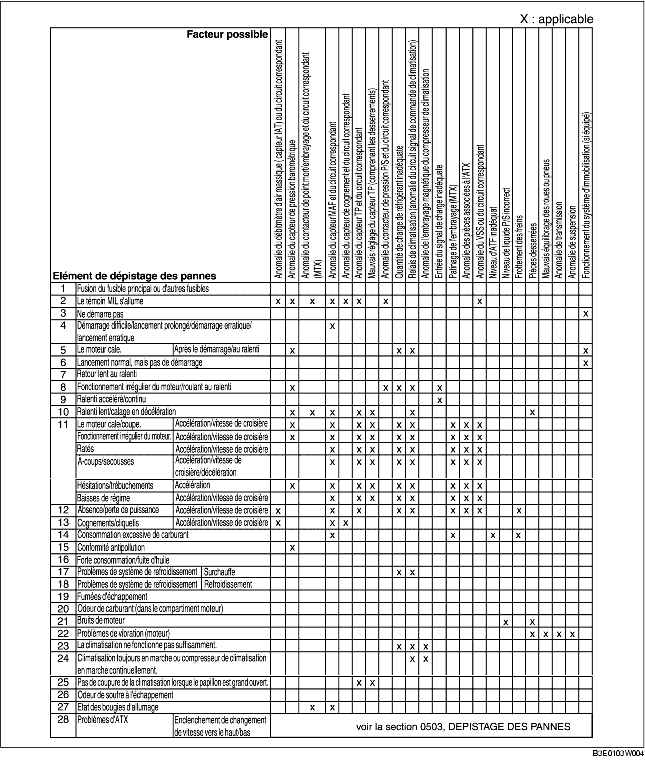 X : applicable
Facteur possible
Elément de dépistage des pannes
Anomalie du débitmètre d'air massique ( capteur IAT) ou du circuit correspondant
Anomalie du capteur de pression barométrique
Anomalie du contacteur de point mort/embrayage et du circuit correspondant
(MTX)
Anomalie du capteur MAF et du circuit correspondant
Anomalie du capteur de cognement et du circuit correspondant
Anomalie du capteur TP et du circuit correspondant
Mauvais réglage du capteur TP (comprenant les desserrements)
Anomalie du contacteur de pression P/S et du circuit correspondant
Quantité de charge de réfrigérant inadéquate
Relais de climatisation (anomalie du circuit signal de commande de climatisation)
Anomalie de l'embrayage magnétique du compresseur de climatisation
Entrée du signal de charge inadéquate
Patinage de l'embrayage (MTX)
Anomalie des pièces associées à l'ATX
Anomalie du VSS ou du circuit correspondant
Niveau d'ATF inadéquat
Niveau de liquide P/S incorrect
Frottement des freins
Pièces desserrées
Mauvais équilibrage des roues ou pneus
Anomalie de transmission
Anomalie de suspension
Fonctionnement du système d'immobilisation (si équipé)
1 Fusion du fusible principal ou d'autres fusibles
2 Le témoin MIL s'allume x x x x x x x x
3 Ne démarre pas x
4 Démarrage difficile/lancement prolongé/démarrage erratique/ x
lancement erratique
5 Le moteur cale. Après le démarrage/au ralenti x x x x
6 Lancement normal, mais pas de démarrage x
7 Retour lent au ralenti
8 Fonctionnement irrégulier du moteur/roulant au ralenti x x x x x
9 Ralenti accéléré/continu x
10 Ralenti lent/calage en décélération x x x x x x x
11 Le moteur cale/coupe. Accélération/vitesse de croisière x x x x x x x x x
Fonctionnement irrégulier du moteur. Accélération/vitesse de croisière x x x x x x x x x
Ratés Accélération/vitesse de croisière x x x x x x x x
A-coups/secousses Accélération/vitesse de x x x x x x x x
croisière/décélération
Hésitations/trébuchements Accélération x x x x x x x x x
Baisses de régime Accélération/vitesse de croisière x x x x x x x x
12 Absence/perte de puissance Accélération/vitesse de croisière x x x x x x x x x
13 Cognements/cliquetis Accélération/vitesse de croisière x x x
14 Consommation excessive de carburant x x x x
15 Conformité antipollution x
16 Forte consommation/fuite d'huile
17 Problèmes de système de refroidissement Surchauffe x x
18 Problèmes de système de refroidissement Refroidissement
19 Fumées d'échappement
20 Odeur de carburant (dans le compartiment moteur)
21 Bruits de moteur x x
22 Problèmes de vibration (moteur) x x x x
23 La climatisation ne fonctionne pas suffisamment. x x x
24 Climatisation toujours en marche ou compresseur de climatisation x x
en marche continuellement.
25 Pas de coupure de la climatisation lorsque le papillon est grand ouvert. x x
26 Odeur de soufre à l'échappement
27 Etat des bougies d'allumage x x
28 Problèmes d'ATX Enclenchement de changement voir la section 0503, DEPISTAGE DES PANNES
de vitesse vers le haut/bas
B3E0103W004